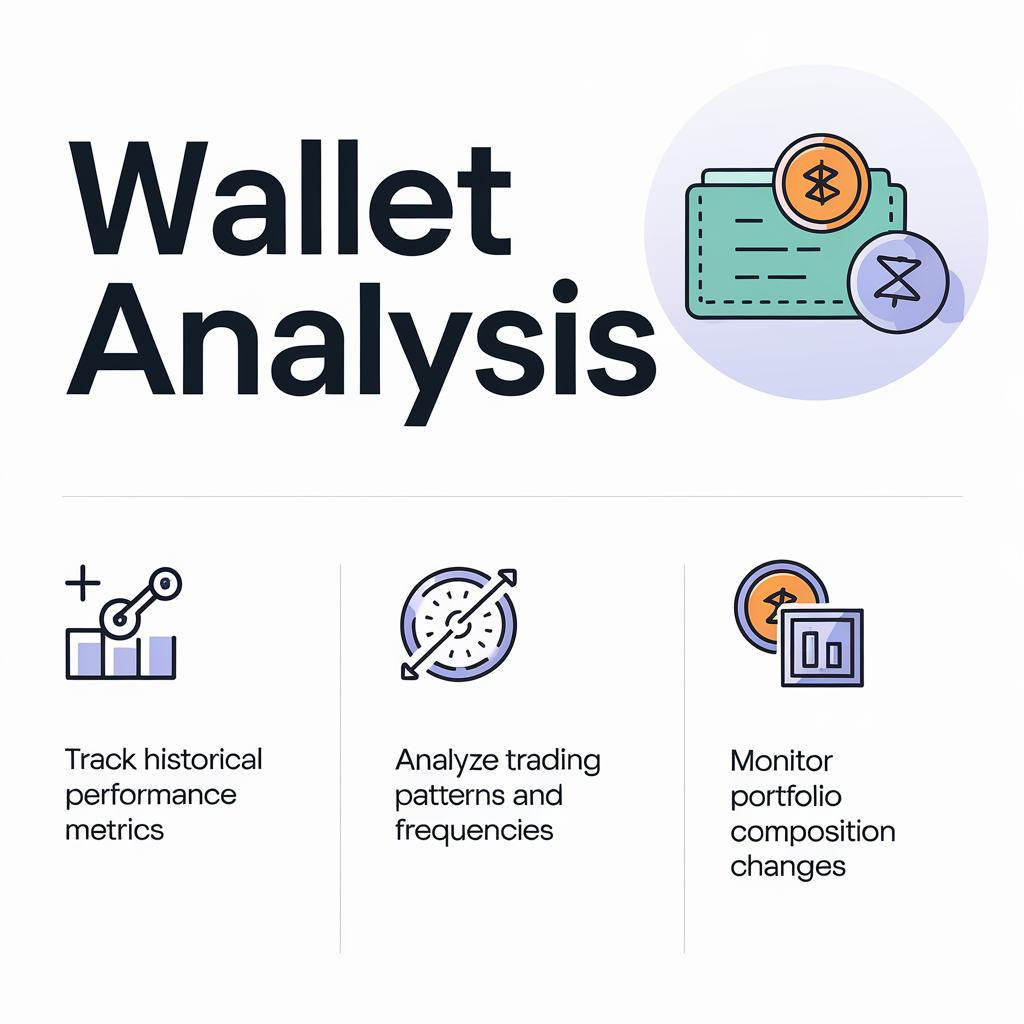 Wallet
Analysis
Track historical
performance
metrics
Analyze trading
patterns and
frequencies
Monitor
portfolio
composition
changes